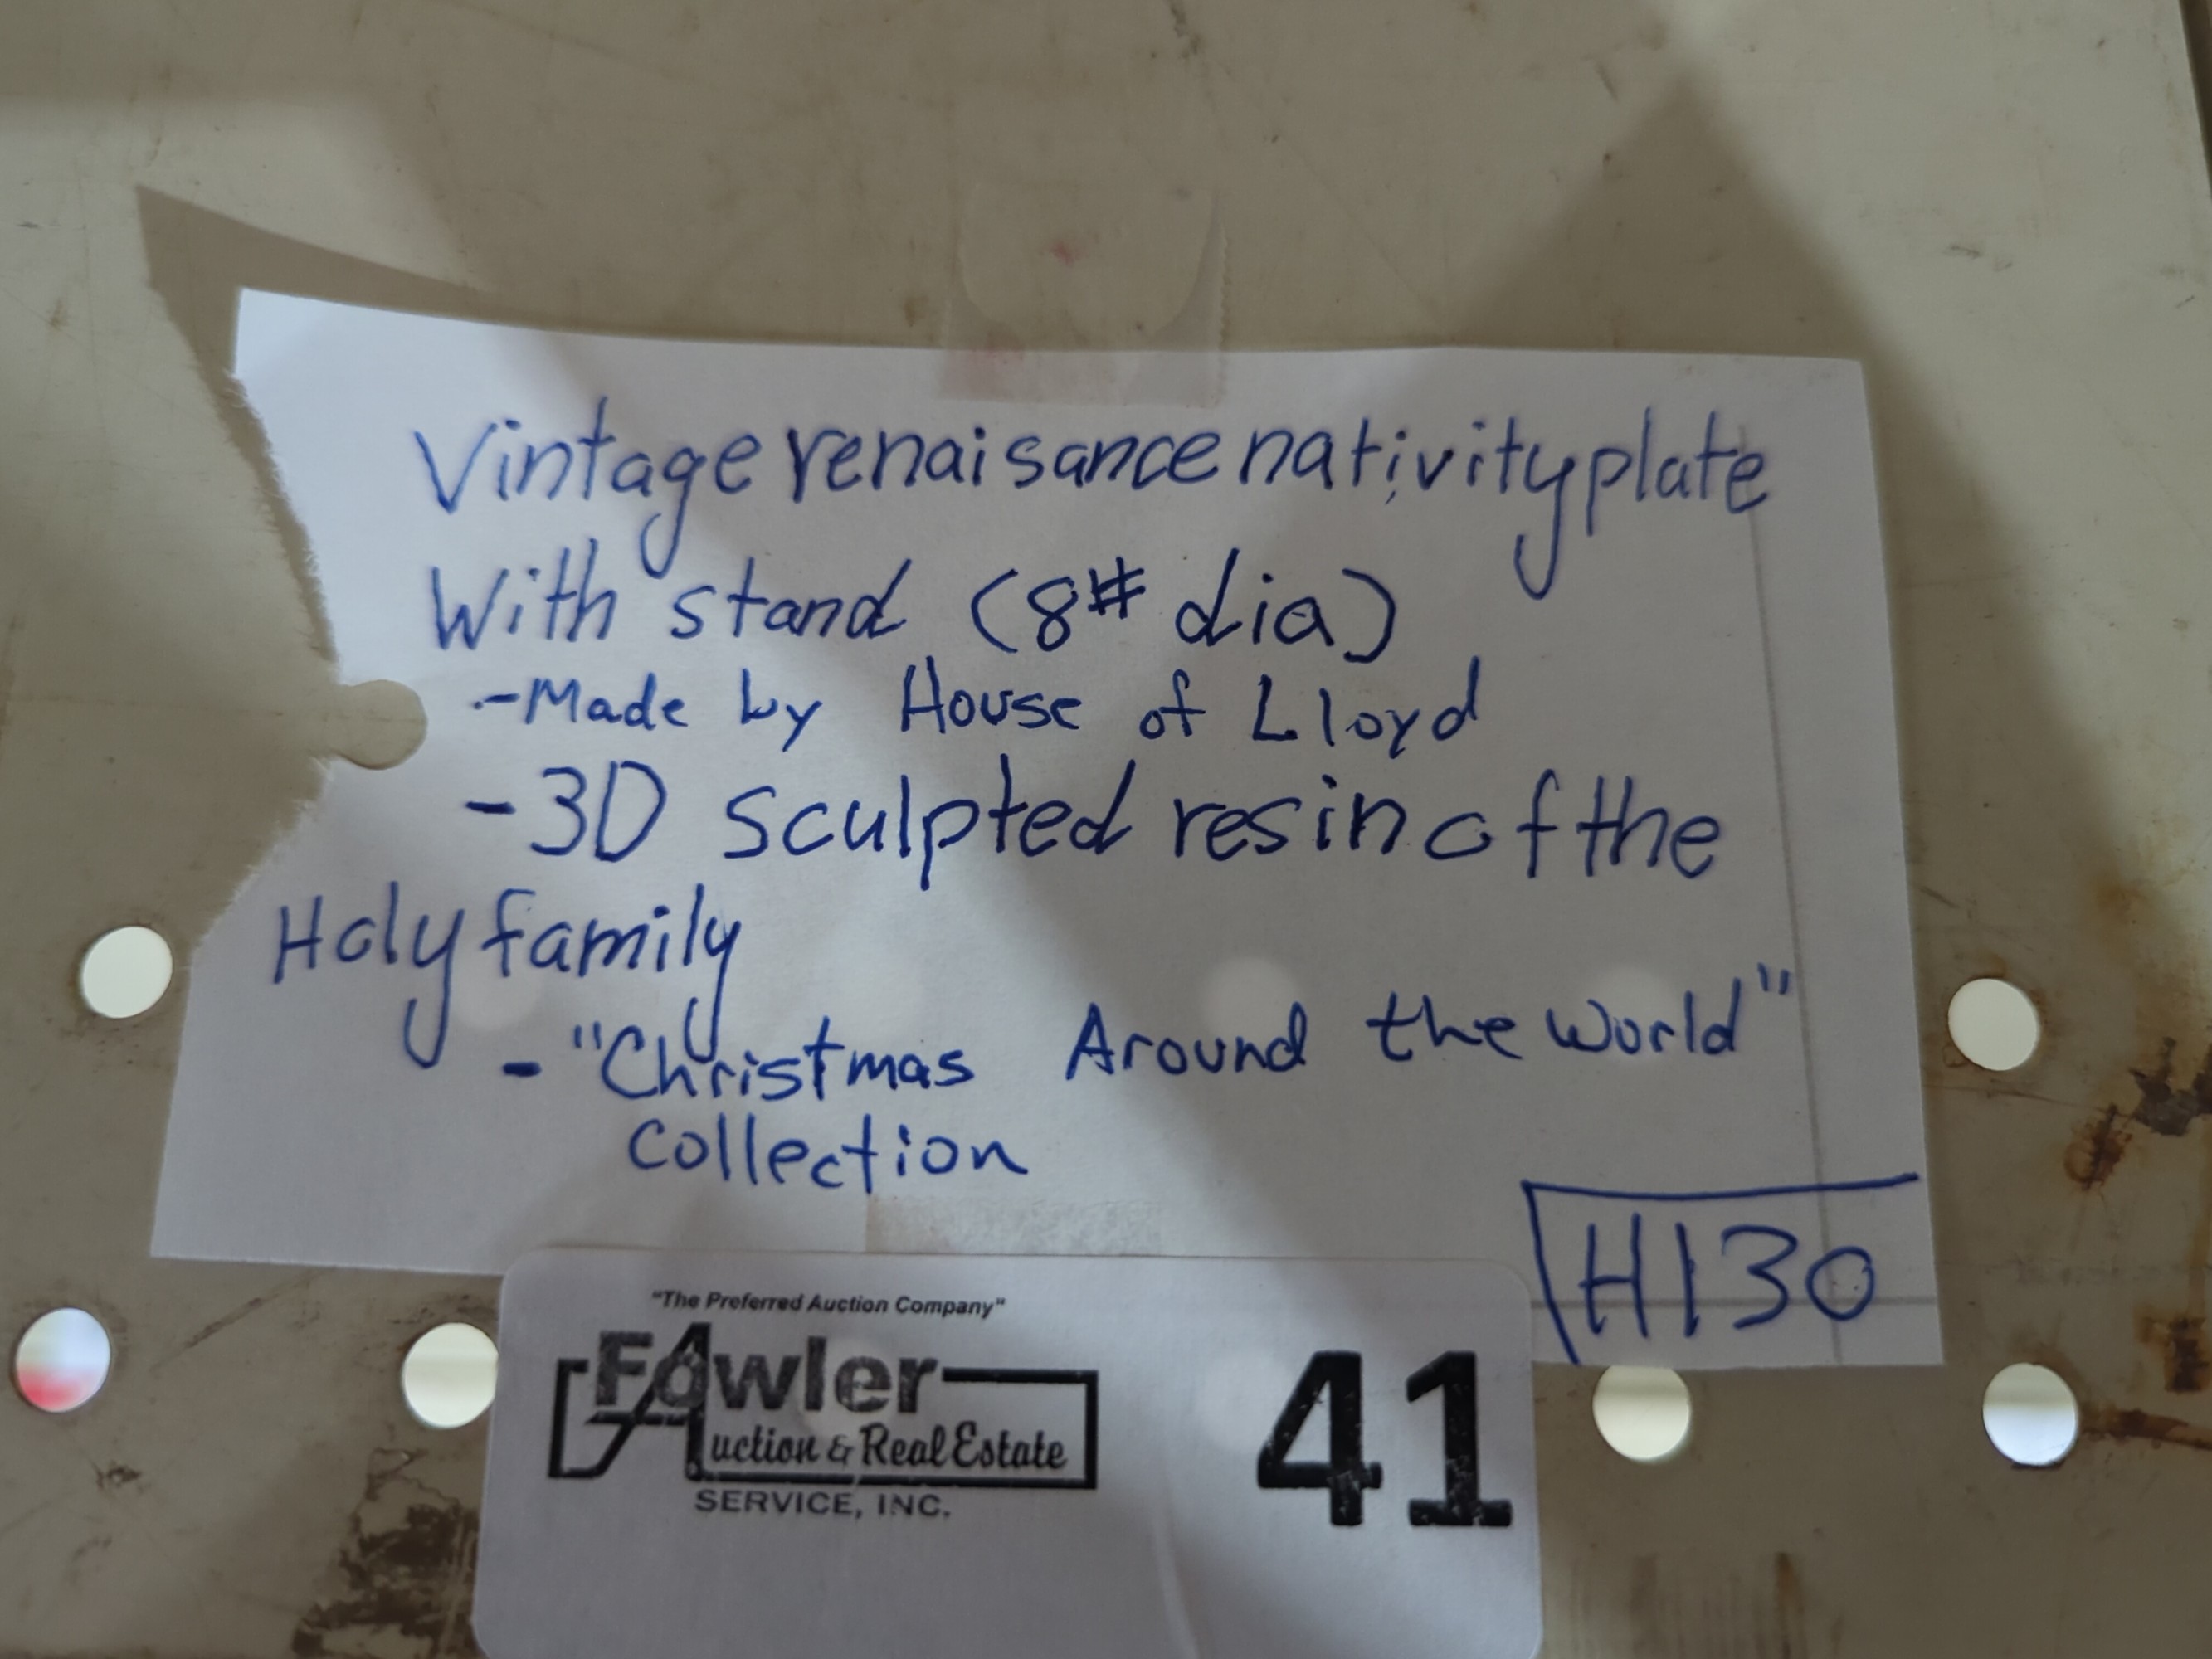 Vintage renaisance nativity plate
With stand (8# dia)
-Made by House of Lloyd
-3D sculpted resin of the
Holy family
- "Christmas Around the World"
collection
H130
"The Preferred Auction Company"
Fowler
Auction & Real Estate
SERVICE, INC.
41